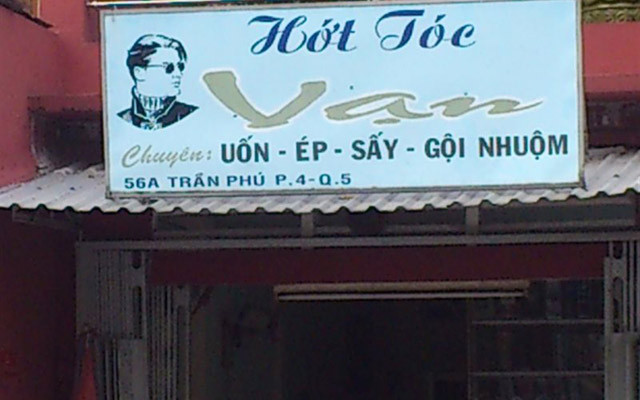 Hớt Tóc
Vạn
Chuyên: UỐN - ÉP - SẤY - GỘI NHUỘM
56A TRẦN PHÚ P.4-Q.5